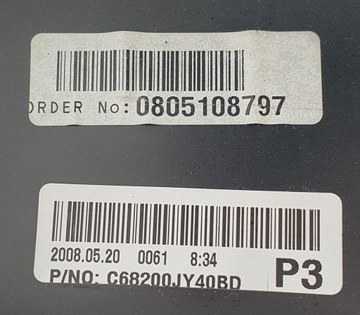 ORDER No: 0805108797
2008.05.20 0061 8:34
P/NO: C68200JY40BD P3